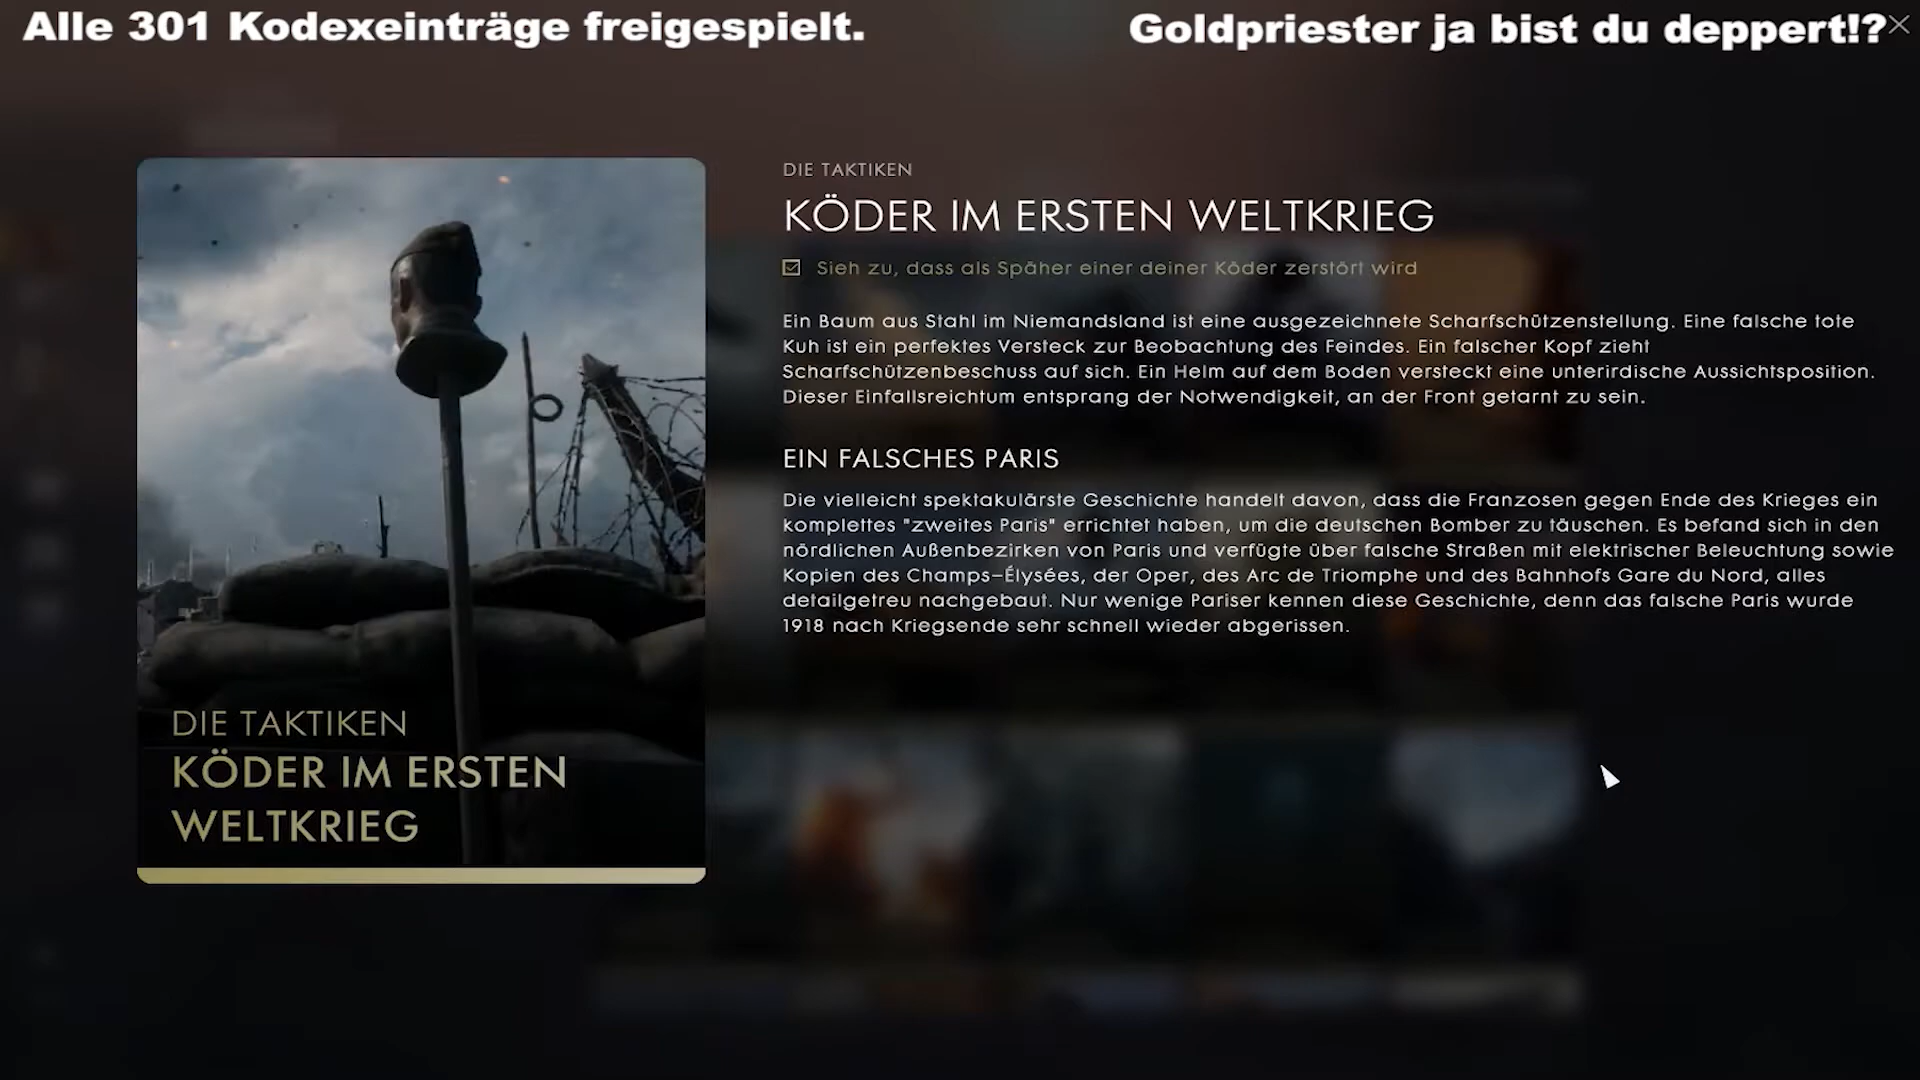 Alle 301 Kodexeinträge freigespielt.
Goldpriester ja bist du deppert!?
DIE TAKTIKEN
KÖDER IM ERSTEN WELTKRIEG
Sieh zu, dass als Späher einer deiner Köder zerstört wird
Ein Baum aus Stahl im Niemandsland ist eine ausgezeichnete Scharfschützenstellung. Eine falsche tote
Kuh ist ein perfektes Versteck zur Beobachtung des Feindes. Ein falscher Kopf zieht
Scharfschützenbeschuss auf sich. Ein Helm auf dem Boden versteckt eine unterirdische Aussichtsposition.
Dieser Einfallsreichtum entsprang der Notwendigkeit, an der Front getarnt zu sein.
EIN FALSCHES PARIS
Die vielleicht spektakulärste Geschichte handelt davon, dass die Franzosen gegen Ende des Krieges ein
komplettes "zweites Paris" errichtet haben, um die deutschen Bomber zu täuschen. Es befand sich in den
nördlichen Außenbezirken von Paris und verfügte über falsche Straßen mit elektrischer Beleuchtung sowie
Kopien des Champs-Élysées, der Oper, des Arc de Triomphe und des Bahnhofs Gare du Nord, alles
detailgetreu nachgebaut. Nur wenige Pariser kennen diese Geschichte, denn das falsche Paris wurde
1918 nach Kriegsende sehr schnell wieder abgerissen.
DIE TAKTIKEN
KÖDER IM ERSTEN
WELTKRIEG